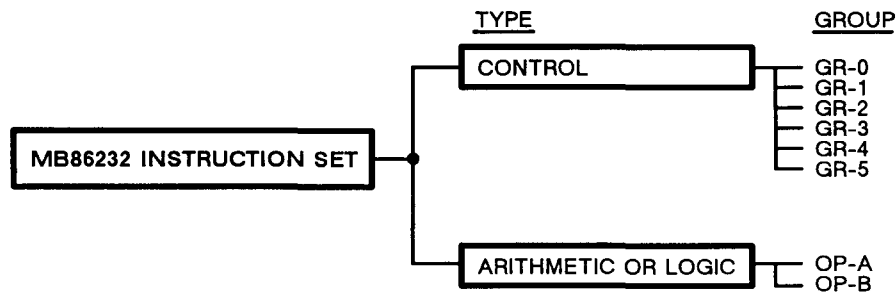 TYPE GROUP
CONTROL GR-0
GR-1
GR-2
GR-3
GR-4
GR-5
MB86232 INSTRUCTION SET
ARITHMETIC OR LOGIC OP-A
OP-B